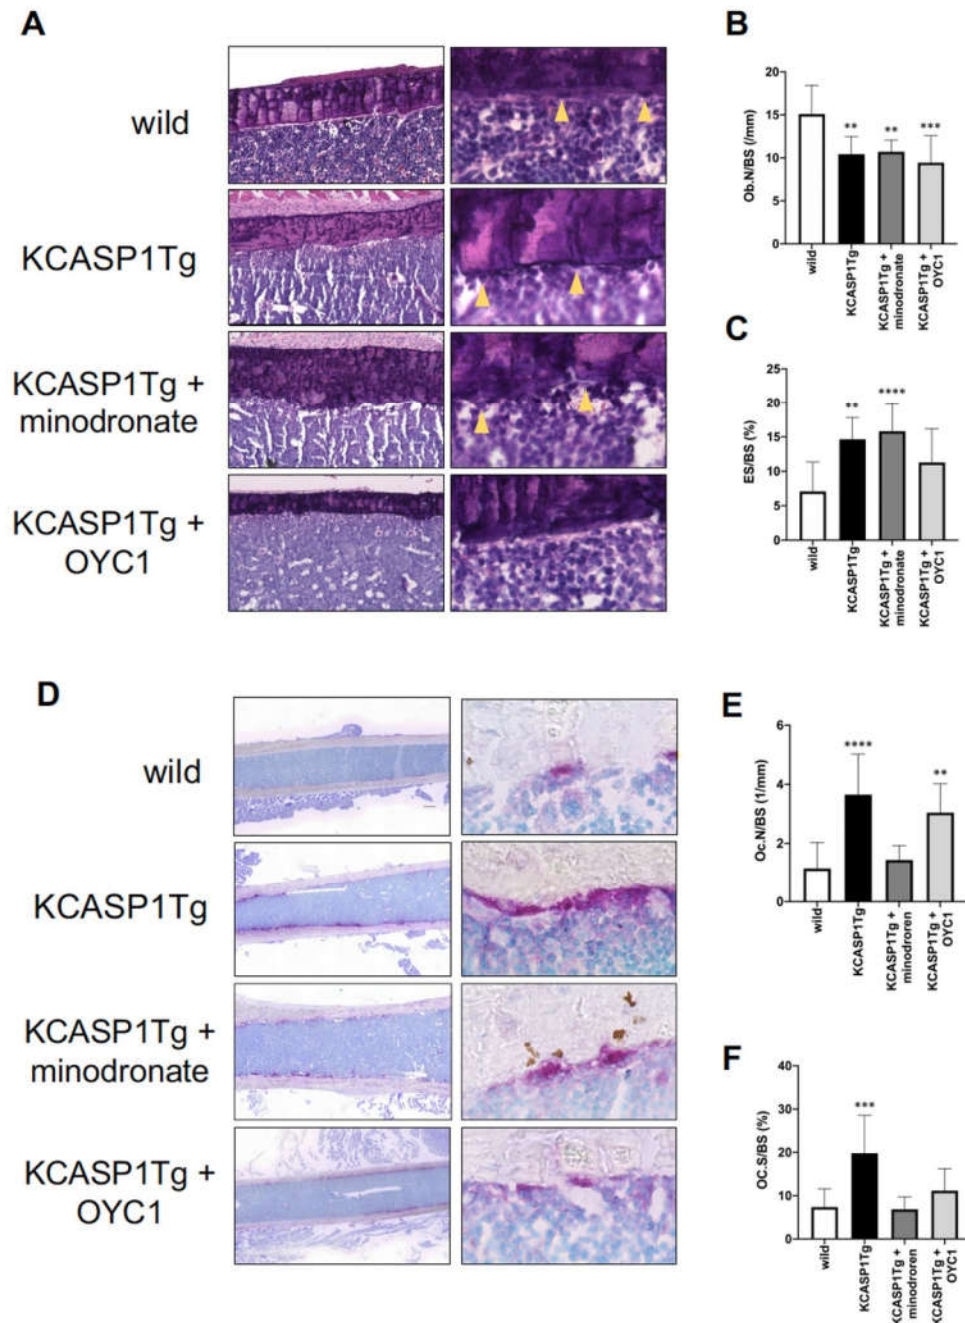 A
wild
KCASP1Tg
KCASP1Tg +
minodronate
KCASP1Tg +
OYC1
B
Ob.N/BS (/mm)
20
15
10
5
0
**
**
***
wild
KCASP1Tg
KCASP1Tg +
minodronate
KCASP1Tg +
OYC1
C
ES/BS (%)
25
20
15
10
5
0
**
****
wild
KCASP1Tg
KCASP1Tg +
minodronate
KCASP1Tg +
OYC1
D
wild
KCASP1Tg
KCASP1Tg +
minodronate
KCASP1Tg +
OYC1
E
Oc.N/BS (1/mm)
6
4
2
0
****
**
wild
KCASP1Tg
KCASP1Tg +
minodroren
KCASP1Tg +
OYC1
F
OC.S/BS (%)
40
30
20
10
0
***
wild
KCASP1Tg
KCASP1Tg +
minodroren
KCASP1Tg +
OYC1